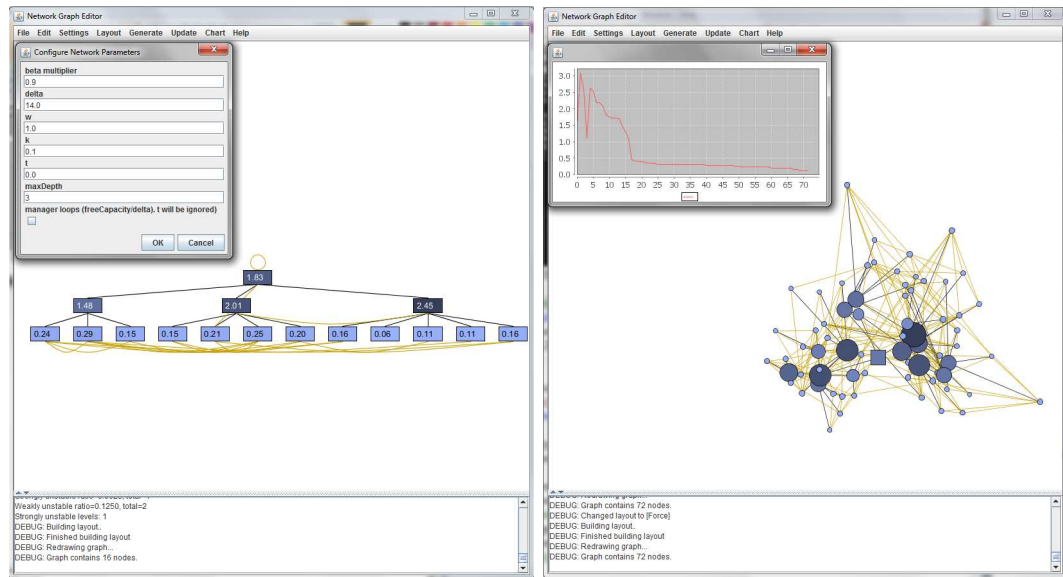 Network Graph Editor
File Edit Settings Layout Generate Update Chart Help
Configure Network Parameters
beta multiplier
0.9
delta
14.0
w
1.0
k
0.1
t
0.0
maxDepth
3
manager loops (freeCapacity/delta). t will be ignored)
OK Cancel
1.83
1.48 2.01 2.45
0.24 0.29 0.15 0.15 0.21 0.25 0.20 0.16 0.06 0.11 0.11 0.16
Weakly unstable ratio=0.1250, total=2
Strongly unstable levels: 1
DEBUG: Building layout..
DEBUG: Finished building layout
DEBUG: Redrawing graph...
DEBUG: Graph contains 16 nodes.
Network Graph Editor
File Edit Settings Layout Generate Update Chart Help
3.0
2.5
2.0
1.5
1.0
0.5
0.0
0 5 10 15 20 25 30 35 40 45 50 55 60 65 70
DEBUG: Redrawing graph...
DEBUG: Graph contains 72 nodes.
DEBUG: Changed layout to [Force]
DEBUG: Building layout..
DEBUG: Finished building layout
DEBUG: Redrawing graph...
DEBUG: Graph contains 72 nodes.